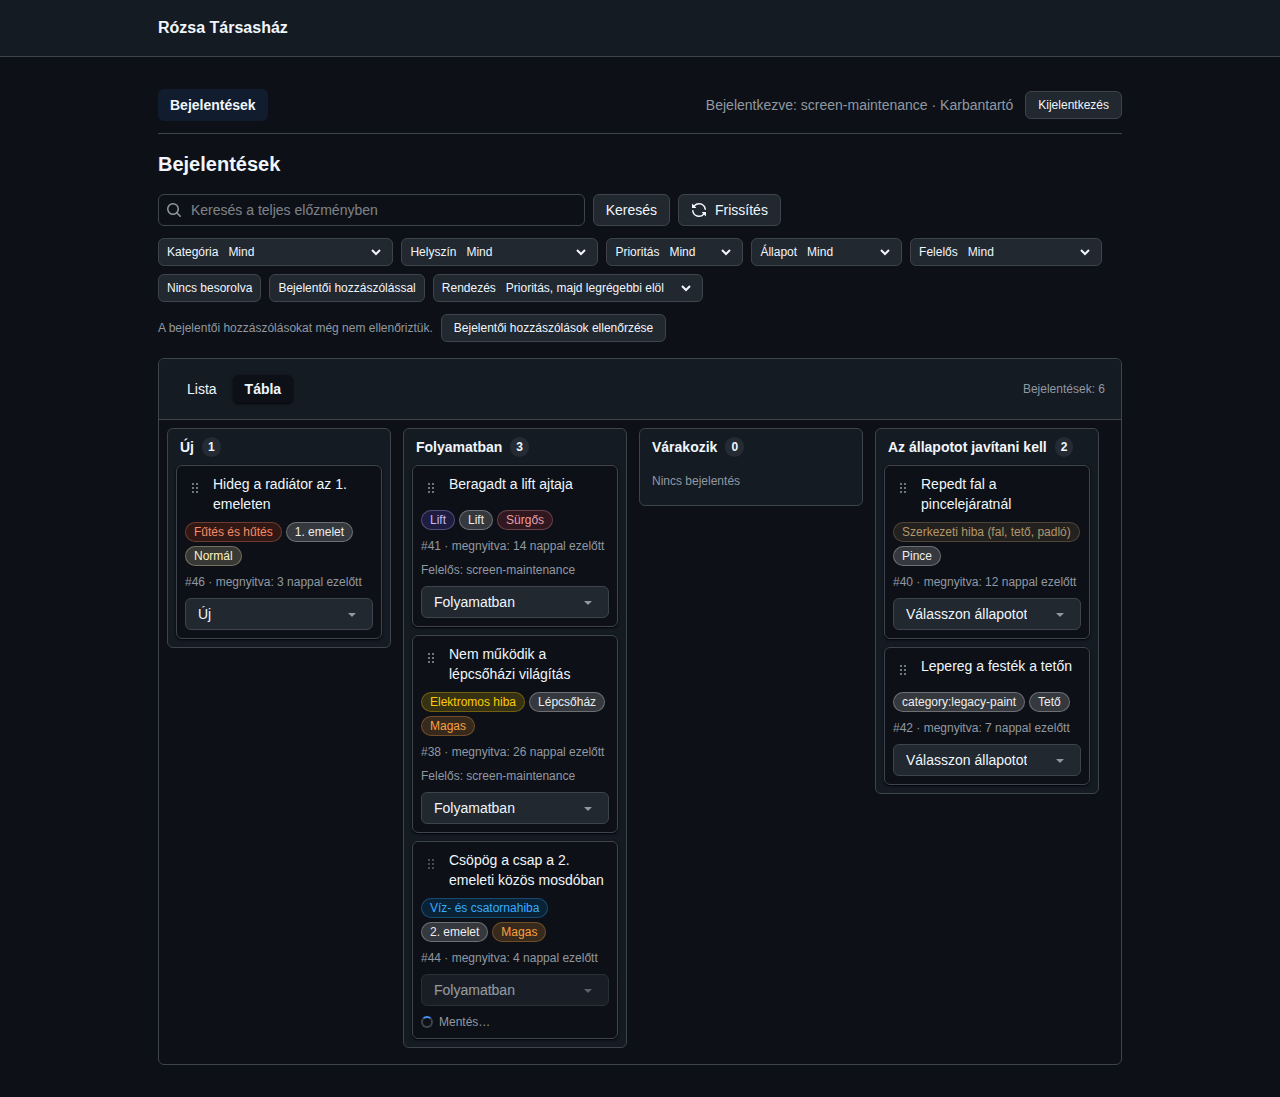 Rózsa Társasház
Bejelentések
Bejelentkezve: screen-maintenance · Karbantartó
Kijelentkezés
Bejelentések
Keresés a teljes előzményben
Keresés
Frissítés
Kategória Mind
Helyszín Mind
Prioritás Mind
Állapot Mind
Felelős Mind
Nincs besorolva
Bejelentői hozzászólással
Rendezés Prioritás, majd legrégebbi elöl
A bejelentői hozzászólásokat még nem ellenőriztük.
Bejelentői hozzászólások ellenőrzése
Lista
Tábla
Bejelentések: 6
Új 1
Hideg a radiátor az 1.
emeleten
Fűtés és hűtés
1. emelet
Normál
#46 · megnyitva: 3 nappal ezelőtt
Új
Folyamatban 3
Beragadt a lift ajtaja
Lift
Lift
Sürgős
#41 · megnyitva: 14 nappal ezelőtt
Felelős: screen-maintenance
Folyamatban
Nem működik a
lépcsőházi világítás
Elektromos hiba
Lépcsőház
Magas
#38 · megnyitva: 26 nappal ezelőtt
Felelős: screen-maintenance
Folyamatban
Csöpög a csap a 2.
emeleti közös mosdóban
Víz- és csatornahiba
2. emelet
Magas
#44 · megnyitva: 4 nappal ezelőtt
Folyamatban
Mentés…
Várakozik 0
Nincs bejelentés
Az állapotot javítani kell 2
Repedt fal a
pincelejáratnál
Szerkezeti hiba (fal, tető, padló)
Pince
#40 · megnyitva: 12 nappal ezelőtt
Válasszon állapotot
Lepereg a festék a tetőn
category:legacy-paint
Tető
#42 · megnyitva: 7 nappal ezelőtt
Válasszon állapotot